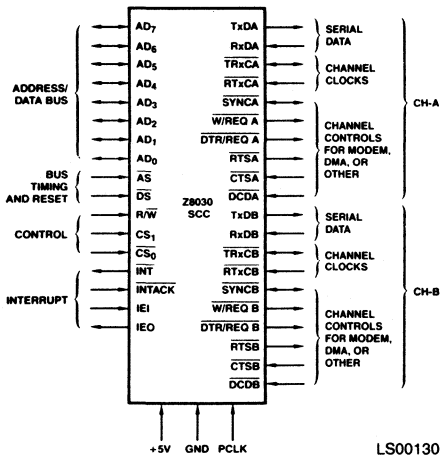 ADDRESS/
DATA BUS
BUS
TIMING
AND RESET
CONTROL
INTERRUPT
AD7
AD6
AD5
AD4
AD3
AD2
AD1
AD0
AS
DS
R/W
CS1
CS0
INT
INTACK
IEI
IEO
Z8030
SCC
TxDA
RxDA
TRxCA
RTxCA
SYNCA
W/REQ A
DTR/REQ A
RTSA
CTSA
DCDA
TxDB
RxDB
TRxCB
RTxCB
SYNCB
W/REQ B
DTR/REQ B
RTSB
CTSB
DCDB
SERIAL
DATA
CHANNEL
CLOCKS
CHANNEL
CONTROLS
FOR MODEM,
DMA, OR
OTHER
CH-A
SERIAL
DATA
CHANNEL
CLOCKS
CHANNEL
CONTROLS
FOR MODEM,
DMA, OR
OTHER
CH-B
+5V GND PCLK
LS00130